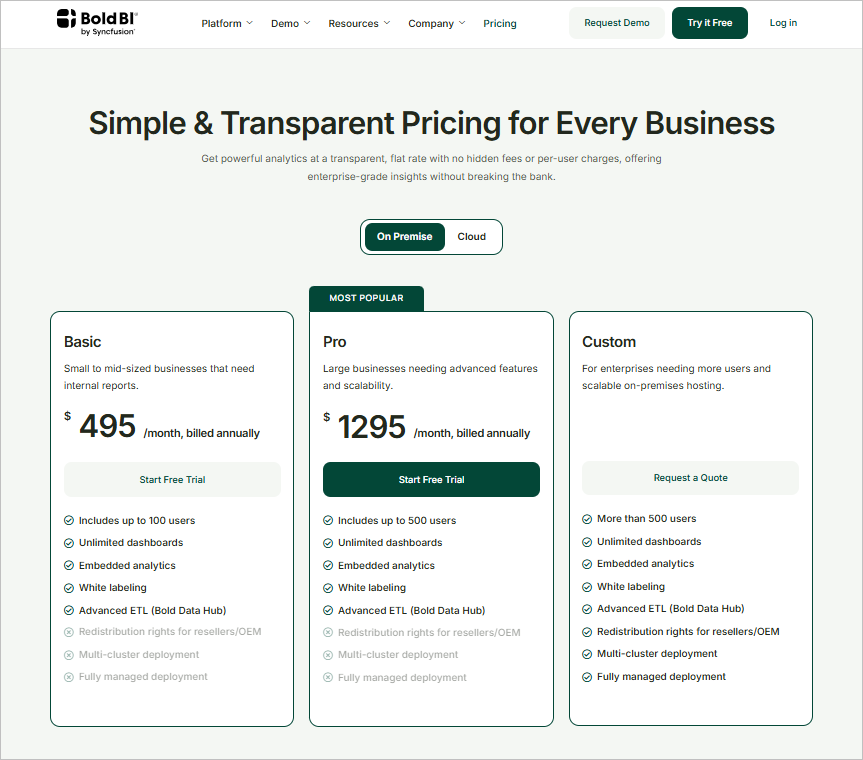 Bold BI®
by Syncfusion®
Platform Demo Resources Company Pricing Request Demo Try it Free Log in
Simple & Transparent Pricing for Every Business
Get powerful analytics at a transparent, flat rate with no hidden fees or per-user charges, offering
enterprise-grade insights without breaking the bank.
On Premise Cloud
MOST POPULAR
Basic
Small to mid-sized businesses that need
internal reports.
$ 495 /month, billed annually
Start Free Trial
Includes up to 100 users
Unlimited dashboards
Embedded analytics
White labeling
Advanced ETL (Bold Data Hub)
Redistribution rights for resellers/OEM
Multi-cluster deployment
Fully managed deployment
Pro
Large businesses needing advanced features
and scalability.
$ 1295 /month, billed annually
Start Free Trial
Includes up to 500 users
Unlimited dashboards
Embedded analytics
White labeling
Advanced ETL (Bold Data Hub)
Redistribution rights for resellers/OEM
Multi-cluster deployment
Fully managed deployment
Custom
For enterprises needing more users and
scalable on-premises hosting.
Request a Quote
More than 500 users
Unlimited dashboards
Embedded analytics
White labeling
Advanced ETL (Bold Data Hub)
Redistribution rights for resellers/OEM
Multi-cluster deployment
Fully managed deployment